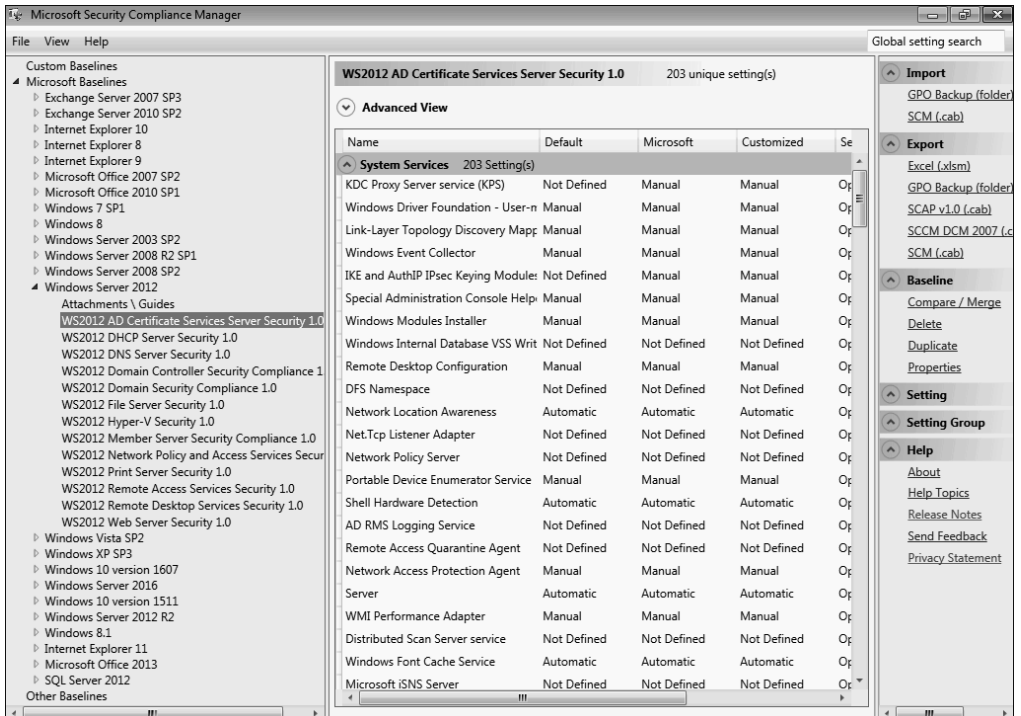 Microsoft Security Compliance Manager
File View Help
Global setting search
Custom Baselines
Microsoft Baselines
Exchange Server 2007 SP3
Exchange Server 2010 SP2
Internet Explorer 10
Internet Explorer 8
Internet Explorer 9
Microsoft Office 2007 SP2
Microsoft Office 2010 SP1
Windows 7 SP1
Windows 8
Windows Server 2003 SP2
Windows Server 2008 R2 SP1
Windows Server 2008 SP2
Windows Server 2012
Attachments \ Guides
WS2012 AD Certificate Services Server Security 1.0
WS2012 DHCP Server Security 1.0
WS2012 DNS Server Security 1.0
WS2012 Domain Controller Security Compliance 1
WS2012 Domain Security Compliance 1.0
WS2012 File Server Security 1.0
WS2012 Hyper-V Security 1.0
WS2012 Member Server Security Compliance 1.0
WS2012 Network Policy and Access Services Secur
WS2012 Print Server Security 1.0
WS2012 Remote Access Services Security 1.0
WS2012 Remote Desktop Services Security 1.0
WS2012 Web Server Security 1.0
Windows Vista SP2
Windows XP SP3
Windows 10 version 1607
Windows Server 2016
Windows 10 version 1511
Windows Server 2012 R2
Windows 8.1
Internet Explorer 11
Microsoft Office 2013
SQL Server 2012
Other Baselines
WS2012 AD Certificate Services Server Security 1.0 203 unique setting(s)
Advanced View
Name Default Microsoft Customized Se
System Services 203 Setting(s)
KDC Proxy Server service (KPS) Not Defined Manual Manual Op
Windows Driver Foundation - User-m Manual Manual Manual Op
Link-Layer Topology Discovery Mapp Manual Manual Manual Op
Windows Event Collector Manual Manual Manual Op
IKE and AuthIP IPsec Keying Modules Not Defined Manual Manual Op
Special Administration Console Helpe Manual Manual Manual Op
Windows Modules Installer Manual Manual Manual Op
Windows Internal Database VSS Writ Not Defined Not Defined Not Defined Op
Remote Desktop Configuration Manual Manual Manual Op
DFS Namespace Not Defined Not Defined Not Defined Op
Network Location Awareness Automatic Automatic Automatic Op
Net.Tcp Listener Adapter Not Defined Not Defined Not Defined Op
Network Policy Server Not Defined Not Defined Not Defined Op
Portable Device Enumerator Service Manual Manual Manual Op
Shell Hardware Detection Automatic Automatic Automatic Op
AD RMS Logging Service Not Defined Not Defined Not Defined Op
Remote Access Quarantine Agent Not Defined Not Defined Not Defined Op
Network Access Protection Agent Manual Manual Manual Op
Server Automatic Automatic Automatic Op
WMI Performance Adapter Manual Manual Manual Op
Distributed Scan Server service Not Defined Not Defined Not Defined Op
Windows Font Cache Service Automatic Automatic Automatic Op
Microsoft iSNS Server Not Defined Not Defined Not Defined Op
Import
GPO Backup (folder)
SCM (.cab)
Export
Excel (.xlsm)
GPO Backup (folder)
SCAP v1.0 (.cab)
SCCM DCM 2007 (.c
SCM (.cab)
Baseline
Compare / Merge
Delete
Duplicate
Properties
Setting
Setting Group
Help
About
Help Topics
Release Notes
Send Feedback
Privacy Statement